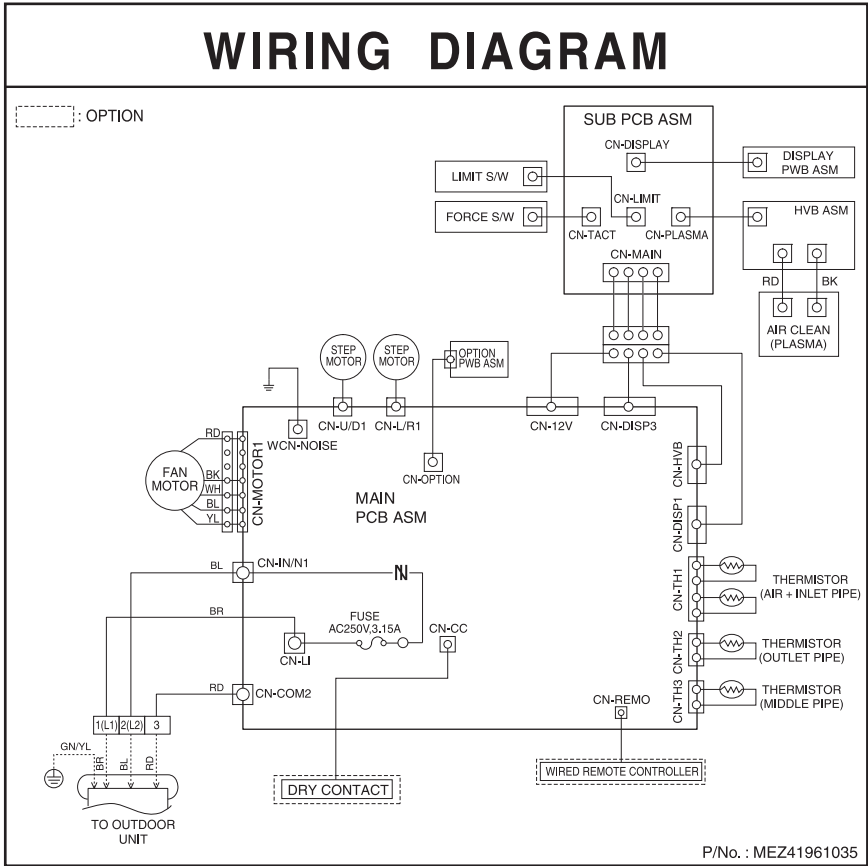 WIRING DIAGRAM
: OPTION
SUB PCB ASM
CN-DISPLAY
DISPLAY
PWB ASM
LIMIT S/W
CN-LIMIT
FORCE S/W
CN-TACT
CN-PLASMA
HVB ASM
CN-MAIN
RD
BK
AIR CLEAN
(PLASMA)
STEP
MOTOR
STEP
MOTOR
OPTION
PWB ASM
CN-U/D1
CN-L/R1
CN-12V
CN-DISP3
WCN-NOISE
CN-OPTION
FAN
MOTOR
RD
BK
WH
BL
YL
CN-MOTOR1
MAIN
PCB ASM
CN-HVB
CN-DISP1
CN-TH1
THERMISTOR
(AIR + INLET PIPE)
CN-TH2
THERMISTOR
(OUTLET PIPE)
CN-TH3
THERMISTOR
(MIDDLE PIPE)
BL
CN-IN/N1
BR
FUSE
AC250V,3.15A
CN-CC
CN-LI
RD
CN-COM2
CN-REMO
1(L1) 2(L2) 3
GN/YL
BR
BL
RD
TO OUTDOOR
UNIT
DRY CONTACT
WIRED REMOTE CONTROLLER
P/No. : MEZ41961035